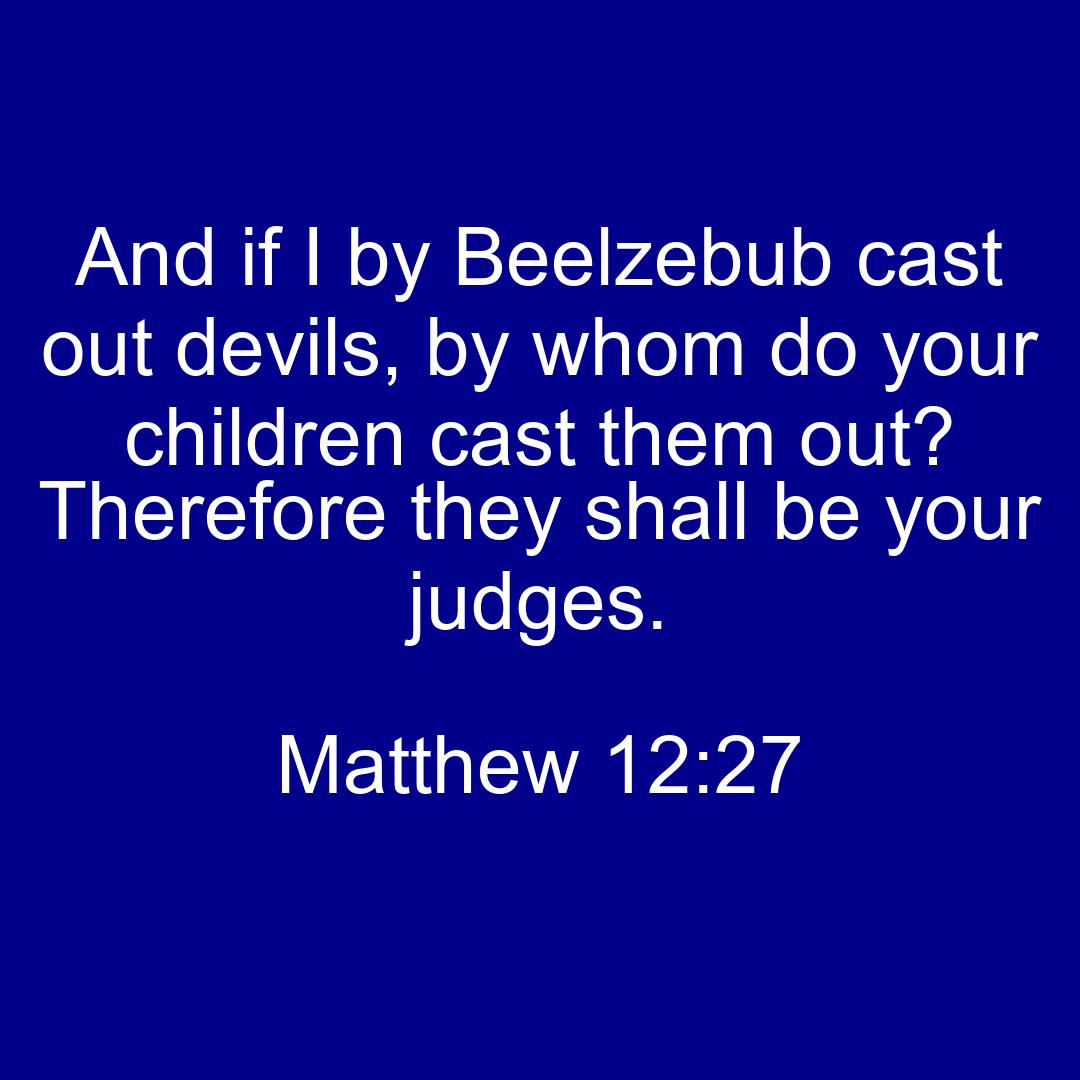 And if I by Beelzebub cast
out devils, by whom do your
children cast them out?
Therefore they shall be your
judges.
Matthew 12:27